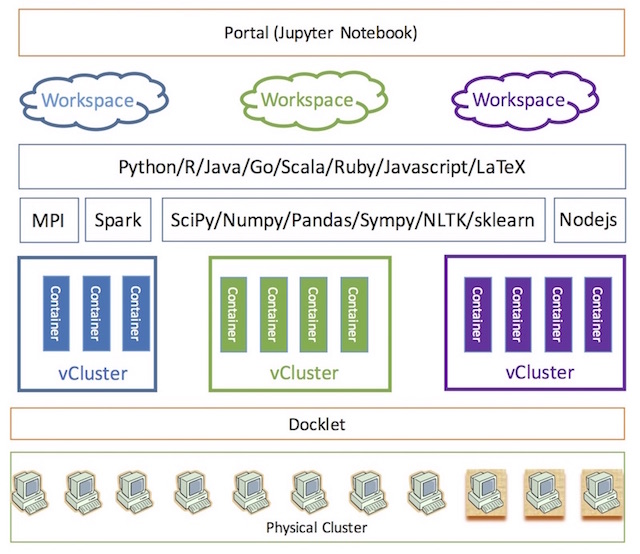 Portal (Jupyter Notebook)
Workspace
Workspace
Workspace
Python/R/Java/Go/Scala/Ruby/Javascript/LaTeX
MPI
Spark
SciPy/Numpy/Pandas/Sympy/NLTK/sklearn
Nodejs
Container
Container
Container
vCluster
Container
Container
Container
Container
vCluster
Container
Container
Container
Container
vCluster
Docklet
Physical Cluster